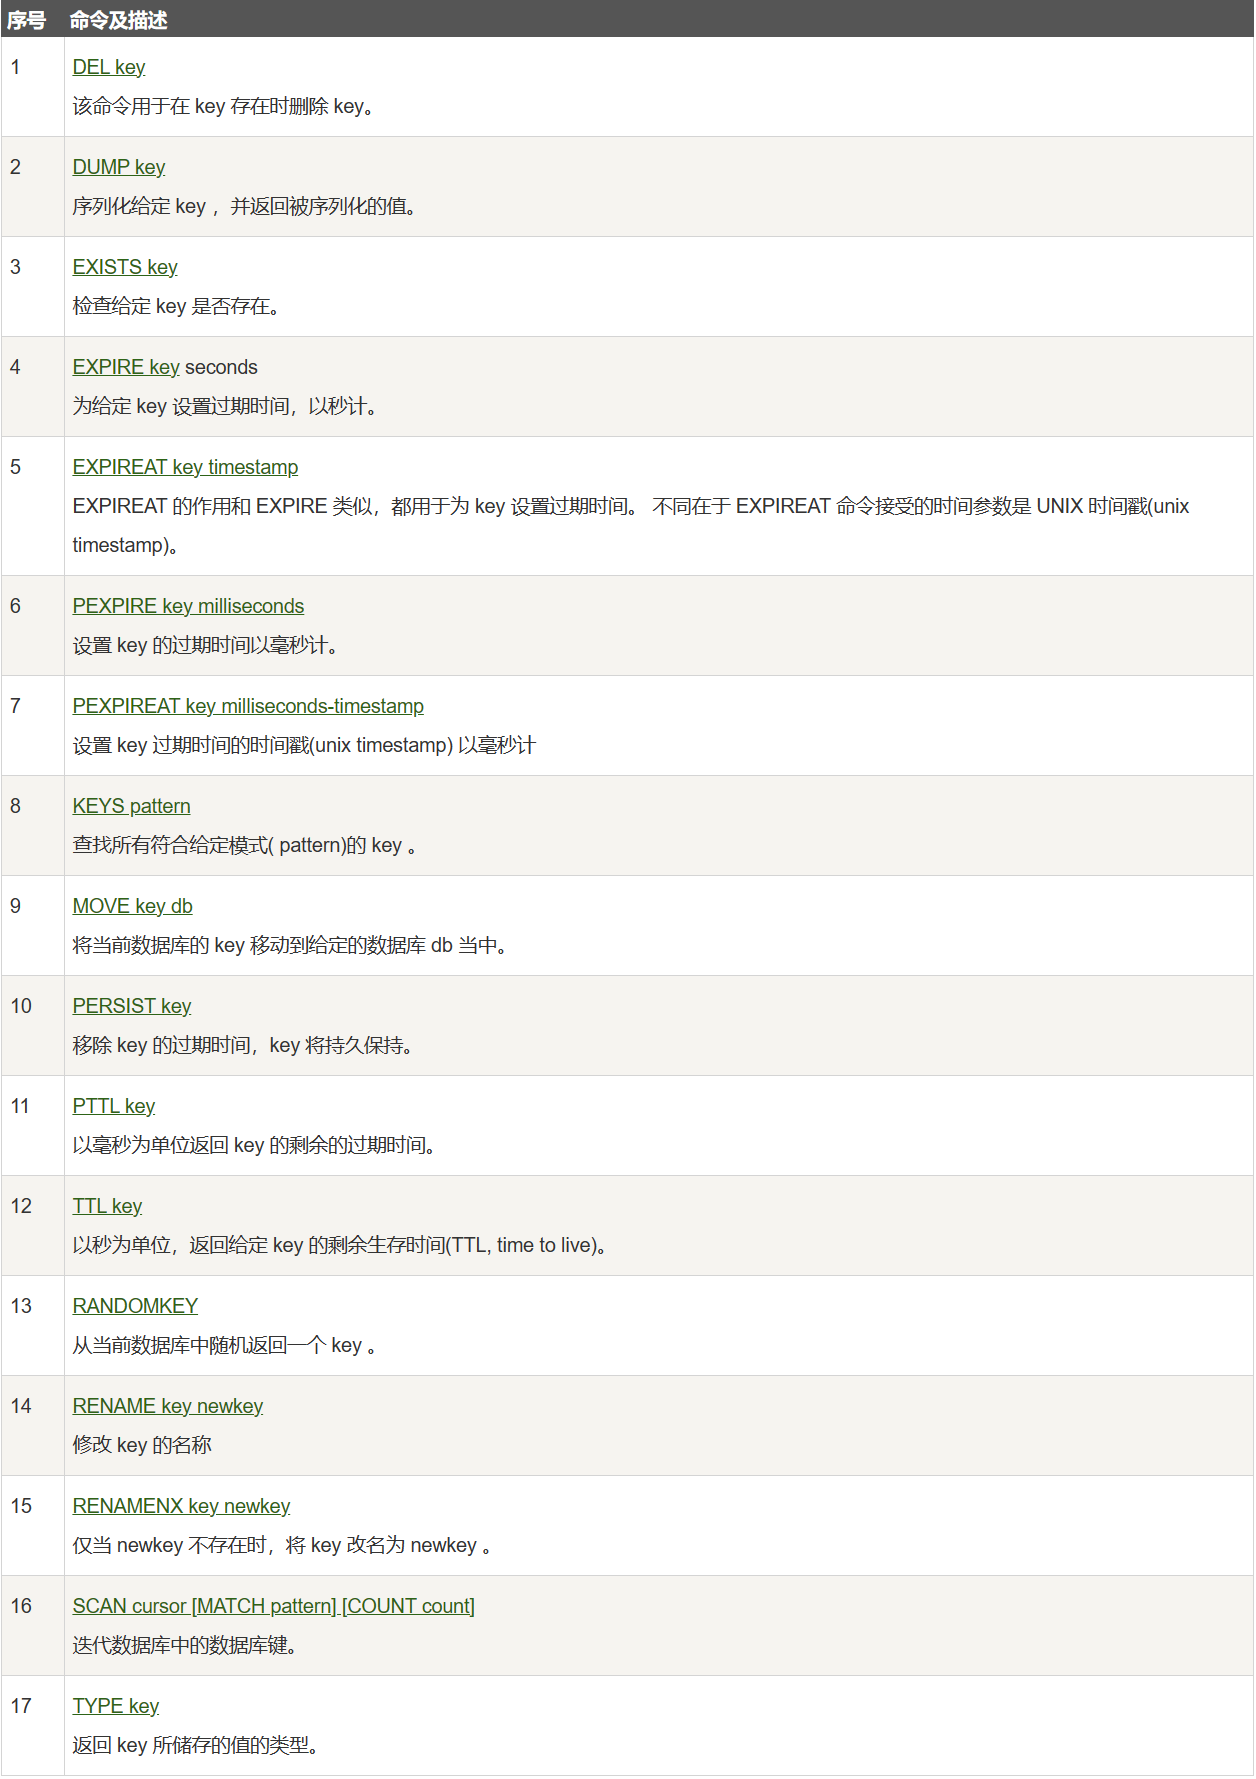 序号 命令及描述
1 DEL key
该命令用于在 key 存在时删除 key。
2 DUMP key
序列化给定 key ，并返回被序列化的值。
3 EXISTS key
检查给定 key 是否存在。
4 EXPIRE key seconds
为给定 key 设置过期时间，以秒计。
5 EXPIREAT key timestamp
EXPIREAT 的作用和 EXPIRE 类似，都用于为 key 设置过期时间。 不同在于 EXPIREAT 命令接受的时间参数是 UNIX 时间戳(unix
timestamp)。
6 PEXPIRE key milliseconds
设置 key 的过期时间以毫秒计。
7 PEXPIREAT key milliseconds-timestamp
设置 key 过期时间的时间戳(unix timestamp) 以毫秒计
8 KEYS pattern
查找所有符合给定模式( pattern)的 key 。
9 MOVE key db
将当前数据库的 key 移动到给定的数据库 db 当中。
10 PERSIST key
移除 key 的过期时间，key 将持久保持。
11 PTTL key
以毫秒为单位返回 key 的剩余的过期时间。
12 TTL key
以秒为单位，返回给定 key 的剩余生存时间(TTL, time to live)。
13 RANDOMKEY
从当前数据库中随机返回一个 key 。
14 RENAME key newkey
修改 key 的名称
15 RENAMENX key newkey
仅当 newkey 不存在时，将 key 改名为 newkey 。
16 SCAN cursor [MATCH pattern] [COUNT count]
迭代数据库中的数据库键。
17 TYPE key
返回 key 所储存的值的类型。